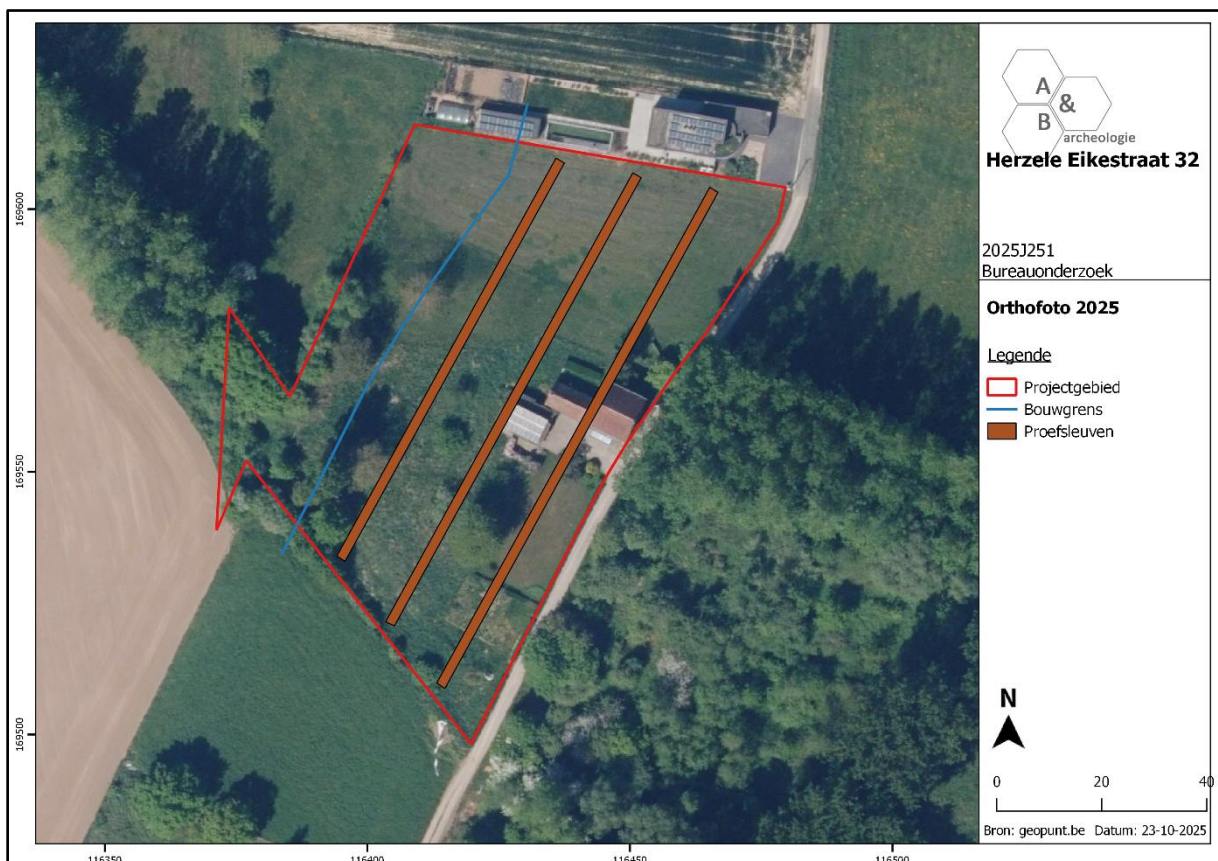 A
&
B
archeologie
Herzele Eikestraat 32
2025J251
Bureauonderzoek
Orthofoto 2025
Legende
Projectgebied
Bouwgrens
Proefsleuven
N
0 20 40
Bron: geopunt.be Datum: 23-10-2025
169600
169550
169500
116350 116400 116450 116500